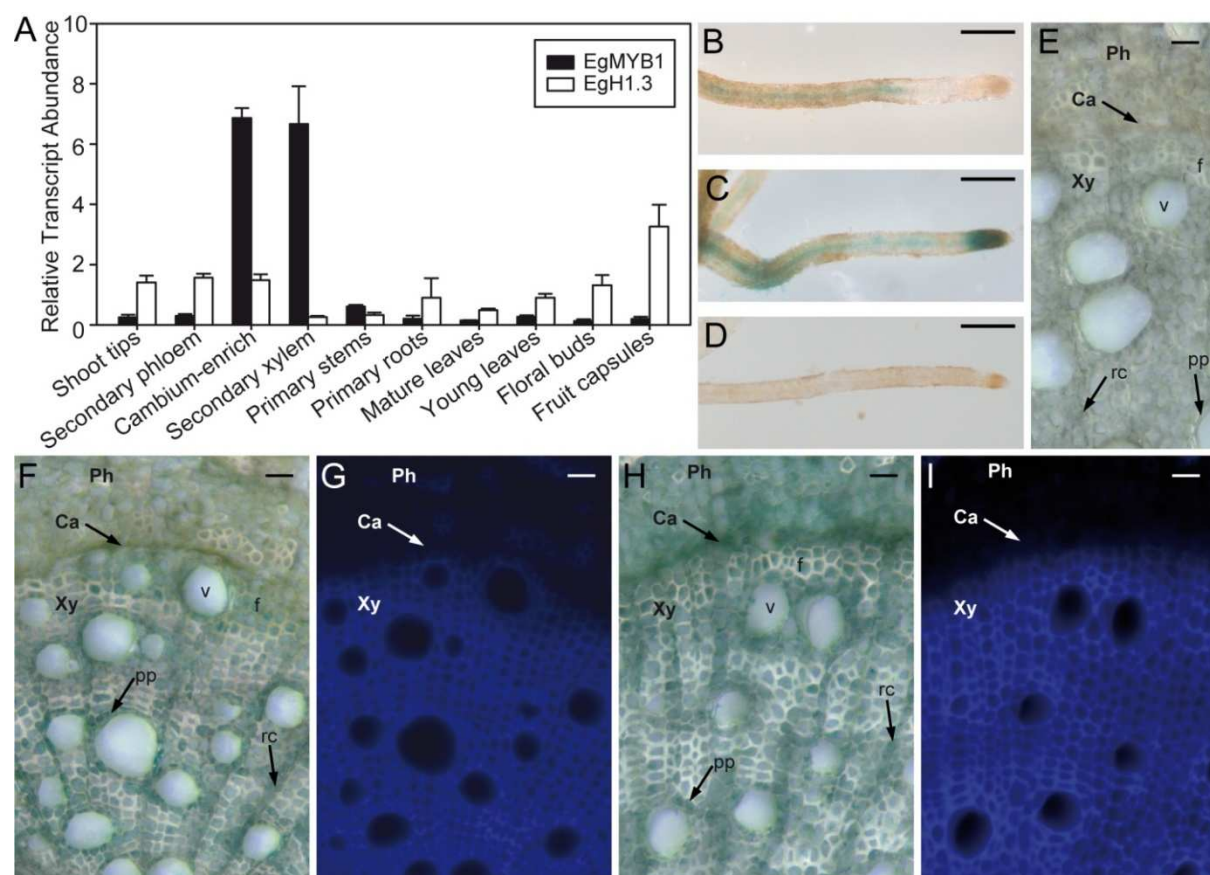 A
Relative Transcript Abundance
10
8
6
4
2
0
EgMYB1
EgH1.3
Shoot tips
Secondary phloem
Cambium-enrich
Secondary xylem
Primary stems
Primary roots
Mature leaves
Young leaves
Floral buds
Fruit capsules
B
C
D
E
Ph
Ca
Xy
f
v
rc
pp
F
Ph
Ca
v
Xy
f
pp
rc
G
Ph
Ca
Xy
H
Ph
Ca
f
Xy
v
rc
pp
I
Ph
Ca
Xy